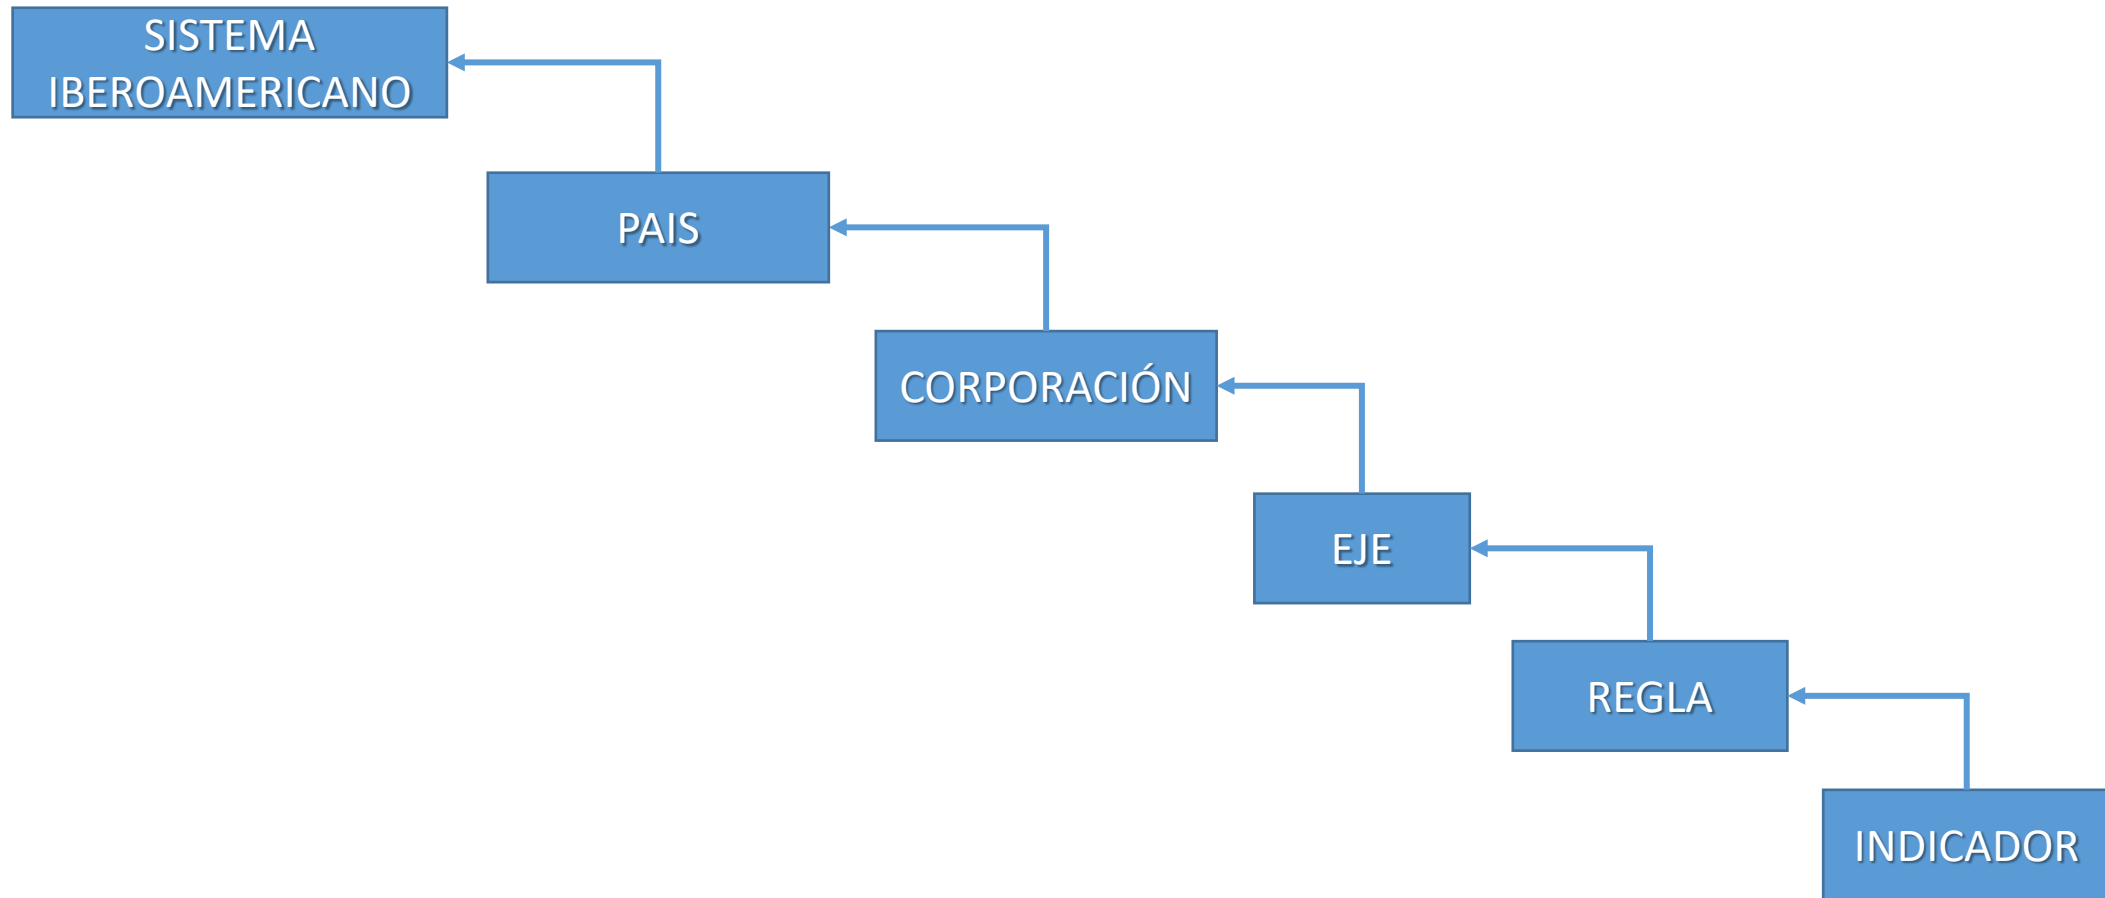 SISTEMA
IBEROAMERICANO
PAIS
CORPORACIÓN
EJE
REGLA
INDICADOR